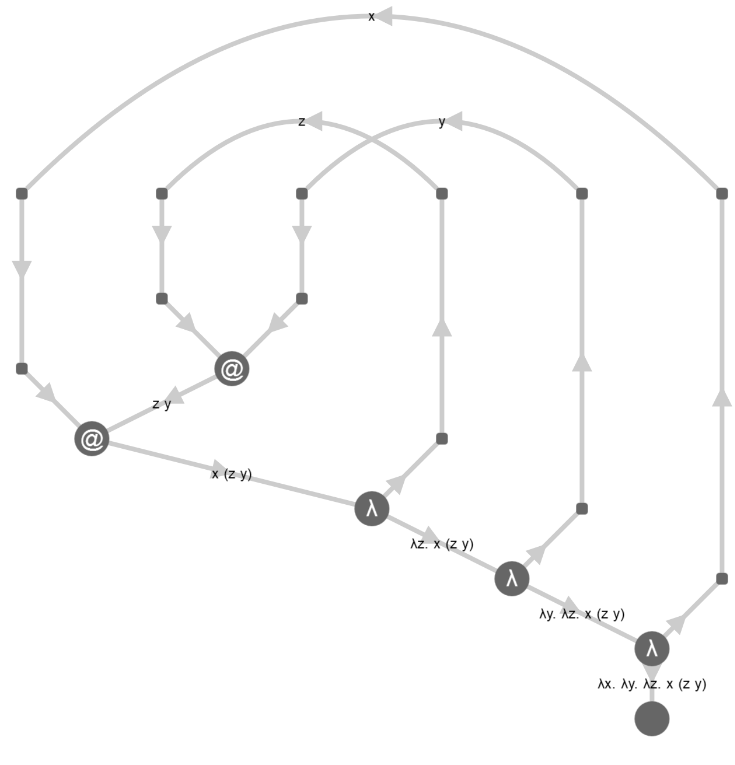 x
z y
@
z y
@
x (z y)
λ
λz. x (z y)
λ
λy. λz. x (z y)
λ
λx. λy. λz. x (z y)